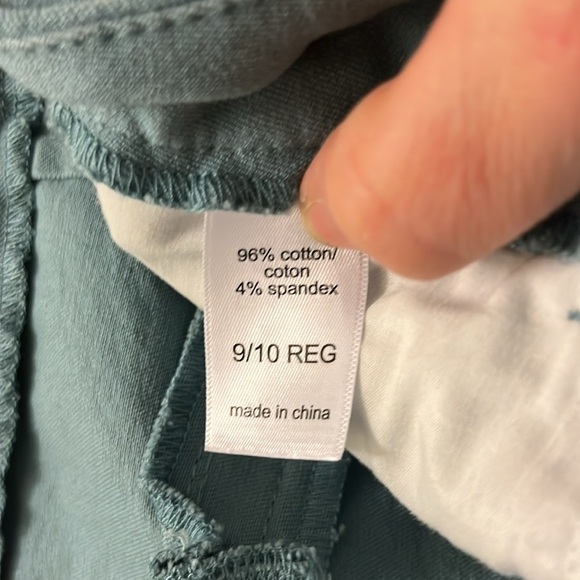 96% cotton/
coton
4% spandex
9/10 REG
made in china